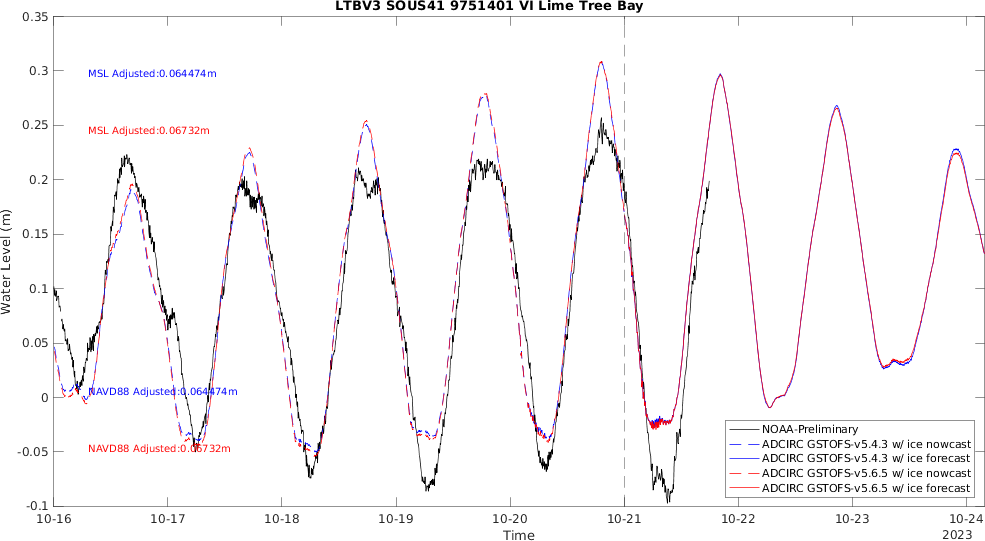 LTBV3 SOUS41 9751401 VI Lime Tree Bay
0.35
0.3
0.25
0.2
0.15
0.1
0.05
0
-0.05
-0.1
Water Level (m)
MSL Adjusted:0.064474m
MSL Adjusted:0.06732m
NAVD88 Adjusted:0.064474m
NAVD88 Adjusted:0.06732m
NOAA-Preliminary
ADCIRC GSTOFS-v5.4.3 w/ ice nowcast
ADCIRC GSTOFS-v5.4.3 w/ ice forecast
ADCIRC GSTOFS-v5.6.5 w/ ice nowcast
ADCIRC GSTOFS-v5.6.5 w/ ice forecast
10-16 10-17 10-18 10-19 10-20 10-21 10-22 10-23 10-24
Time
2023